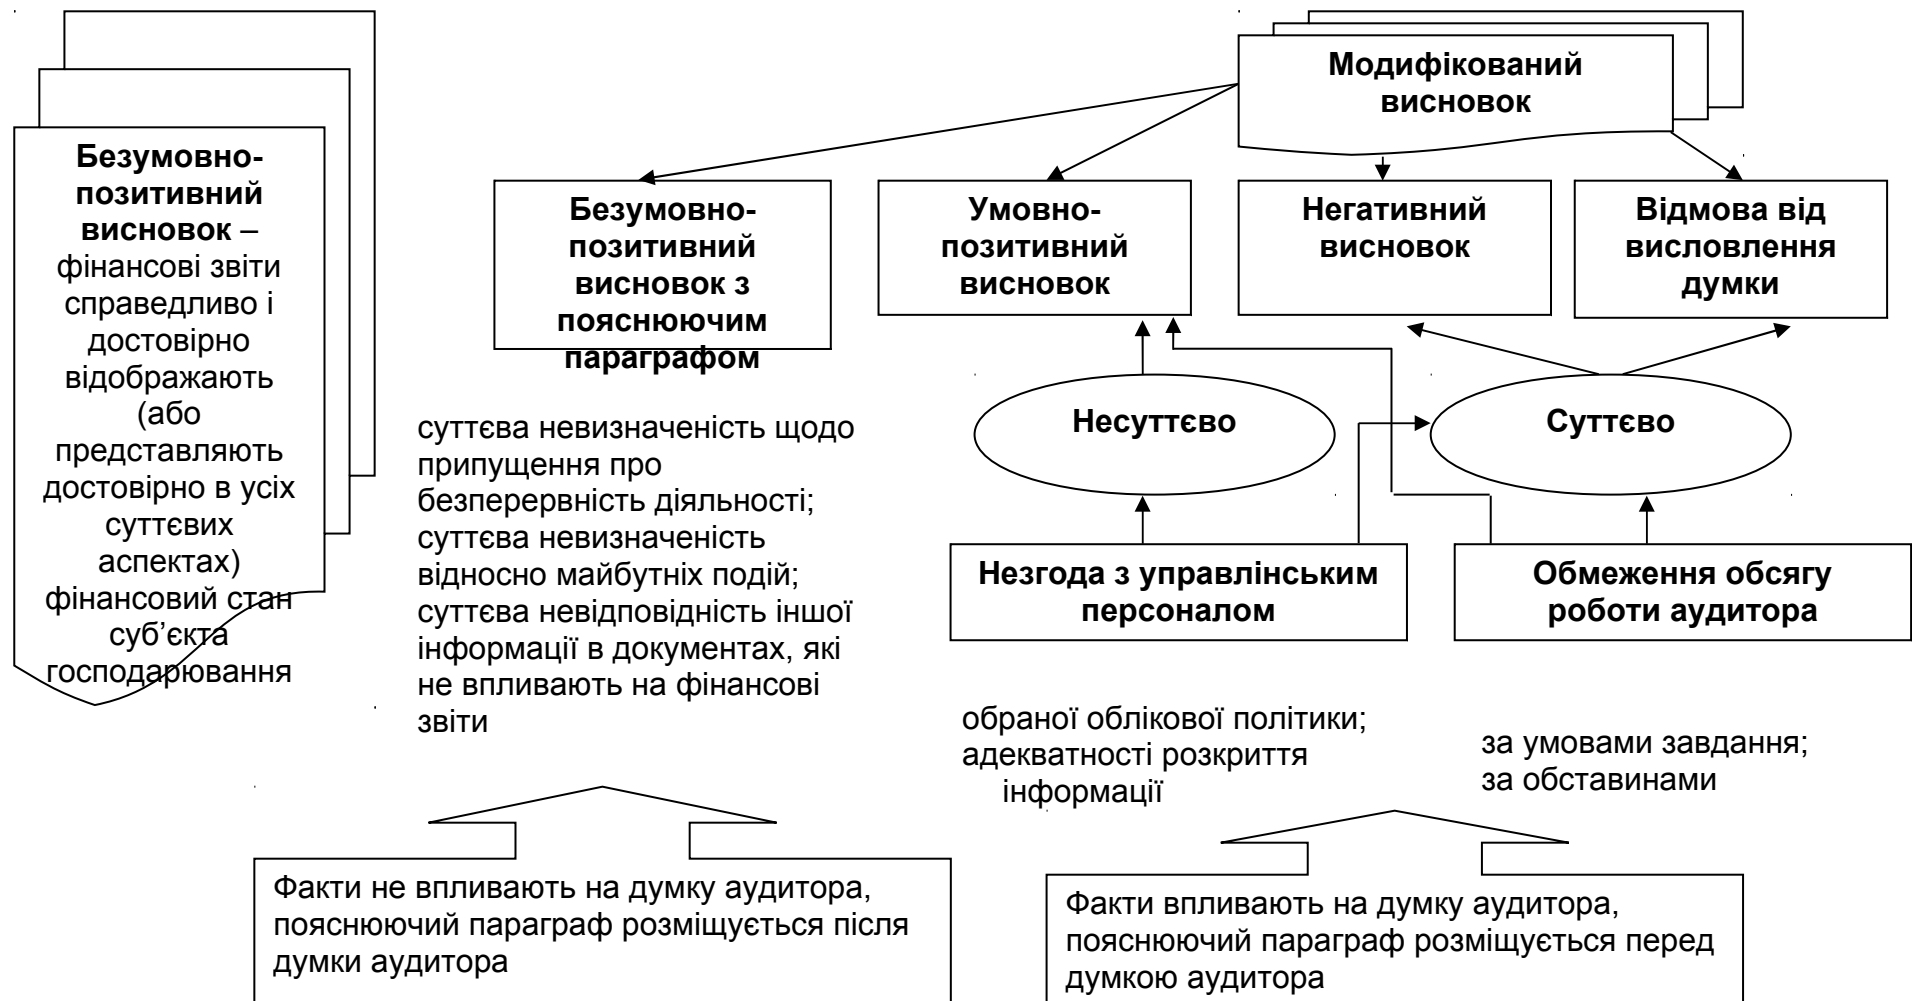 Модифікований
висновок
Безумовно-
позитивний
висновок –
фінансові звіти
справедливо і
достовірно
відображають
(або
представляють
достовірно в усіх
суттєвих
аспектах)
фінансовий стан
суб’єкта
господарювання
Безумовно-
позитивний
висновок з
пояснюючим
параграфом
Умовно-
позитивний
висновок
Негативний
висновок
Відмова від
висловлення
думки
суттєва невизначеність щодо
припущення про
безперервність діяльності;
суттєва невизначеність
відносно майбутніх подій;
суттєва невідповідність іншої
інформації в документах, які
не впливають на фінансові
звіти
Несуттєво
Суттєво
Незгода з управлінським
персоналом
Обмеження обсягу
роботи аудитора
обраної облікової політики;
адекватності розкриття
інформації
за умовами завдання;
за обставинами
Факти не впливають на думку аудитора,
пояснюючий параграф розміщується після
думки аудитора
Факти впливають на думку аудитора,
пояснюючий параграф розміщується перед
думкою аудитора